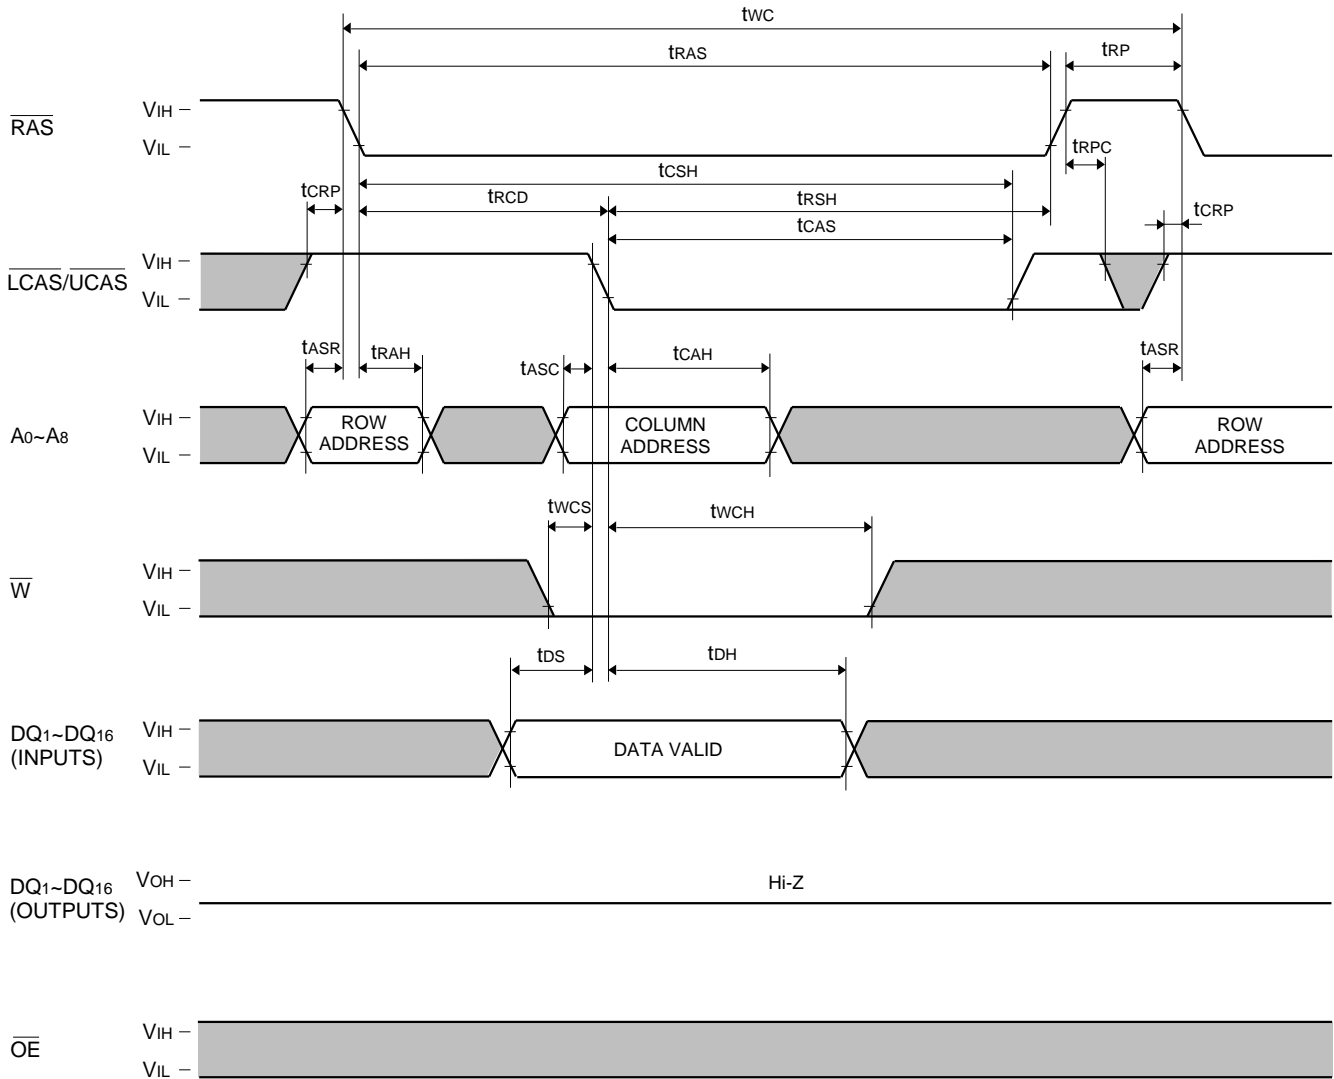 tWC
tRAS
tRP
RAS
VIH
VIL
tRPC
tCSH
tCRP
tRCD
tRSH
tCRP
tCAS
LCAS/UCAS
VIH
VIL
tASR
tRAH
tASC
tCAH
tASR
A0~A8
VIH
VIL
ROW
ADDRESS
COLUMN
ADDRESS
ROW
ADDRESS
tWCS
tWCH
W
VIH
VIL
tDS
tDH
DQ1~DQ16
(INPUTS)
VIH
VIL
DATA VALID
DQ1~DQ16
(OUTPUTS)
VOH
VOL
Hi-Z
OE
VIH
VIL